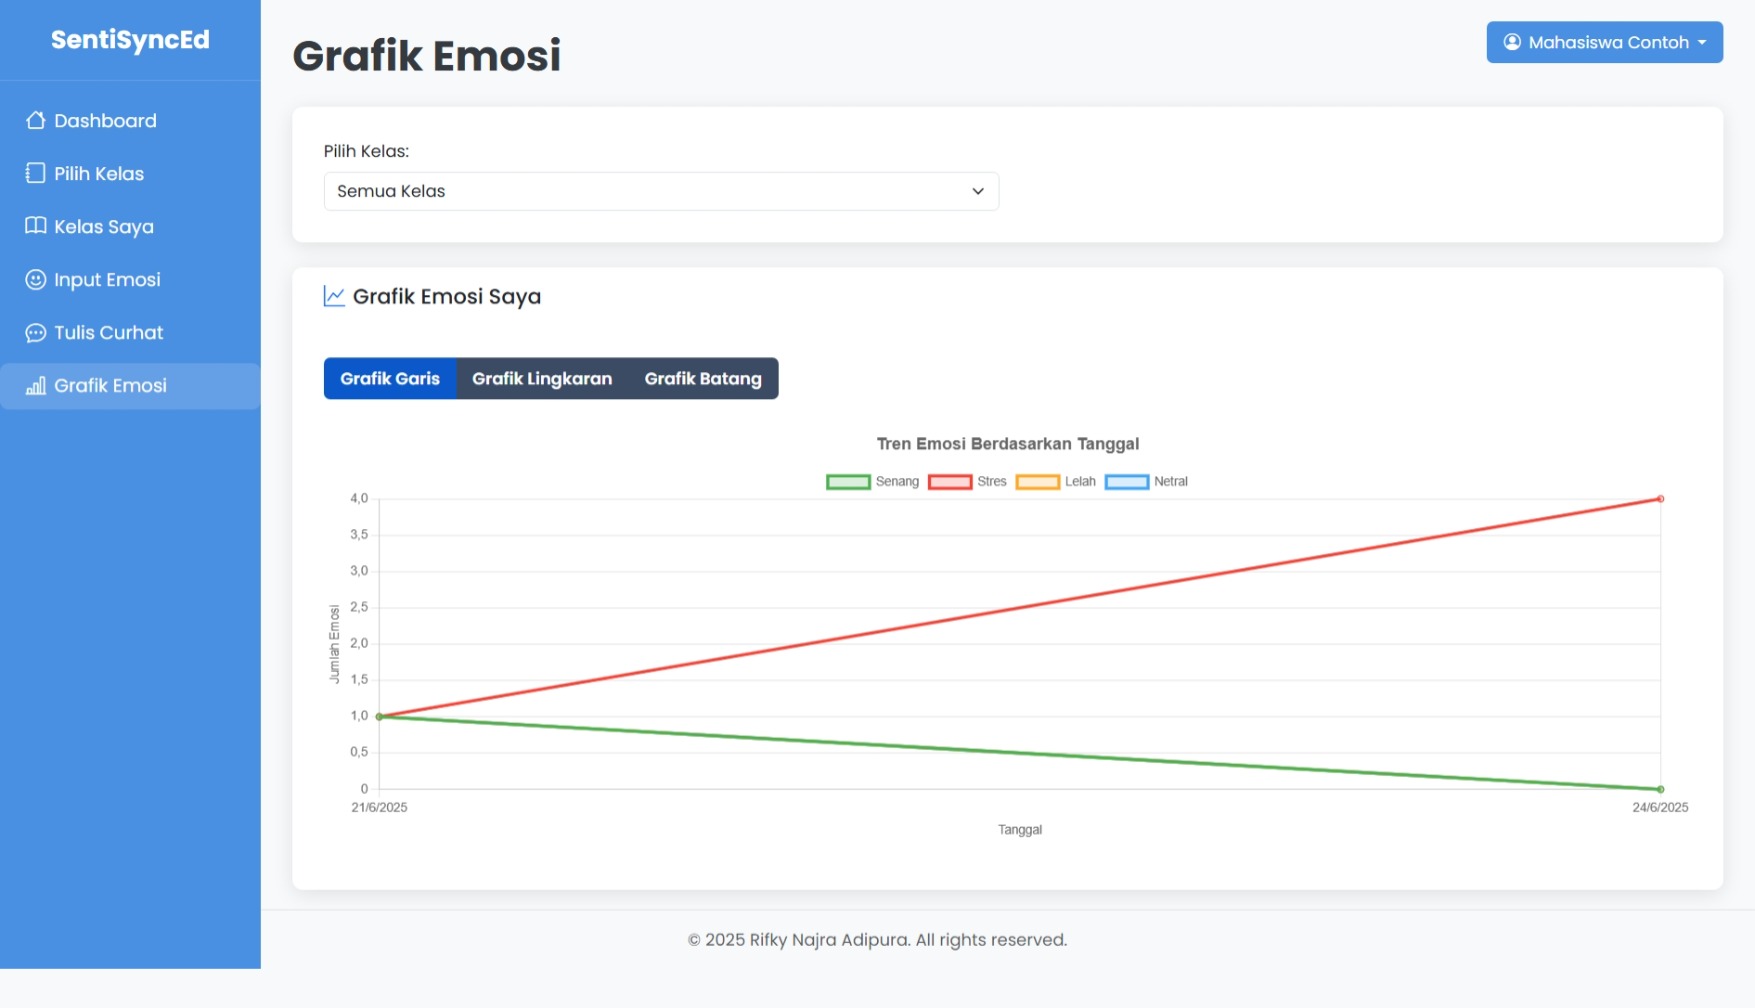 SentiSyncEd
Dashboard
Pilih Kelas
Kelas Saya
Input Emosi
Tulis Curhat
Grafik Emosi
Grafik Emosi
Mahasiswa Contoh
Pilih Kelas:
Semua Kelas
Grafik Emosi Saya
Grafik Garis Grafik Lingkaran Grafik Batang
Tren Emosi Berdasarkan Tanggal
Senang Stres Lelah Netral
4,0
3,5
3,0
2,5
2,0
1,5
1,0
0,5
0
Jumlah Emosi
21/6/2025 24/6/2025
Tanggal
© 2025 Rifky Najra Adipura. All rights reserved.